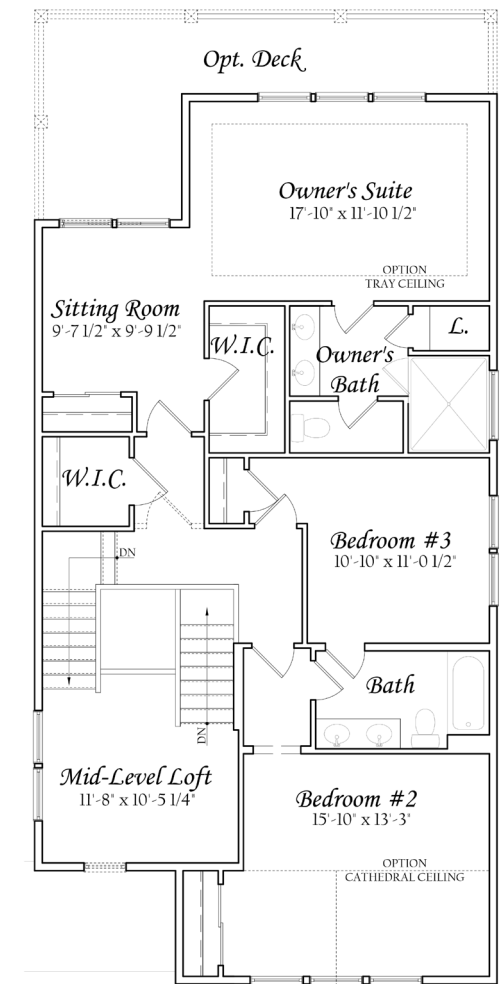 Opt. Deck
Owner's Suite
17'-10" x 11'-10 1/2"
OPTION
TRAY CEILING
Sitting Room
9'-7 1/2" x 9'-9 1/2"
W.I.C.
Owner's
Bath
L.
W.I.C.
Bedroom #3
10'-10" x 11'-0 1/2"
DN
Bath
DN
Mid-Level Loft
11'-8" x 10'-5 1/4"
Bedroom #2
15'-10" x 13'-3"
OPTION
CATHEDRAL CEILING